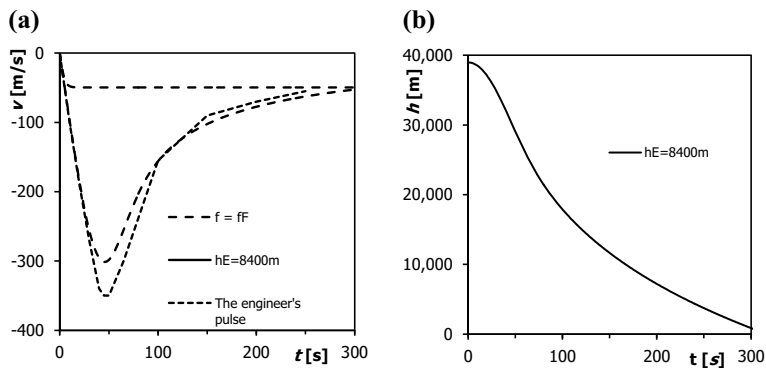 (a)
0
-100
-200
-300
-400
v [m/s]
f = fF
hE=8400m
The engineer's
pulse
0
100
200
300
t [s]
(b)
40,000
30,000
20,000
10,000
0
h [m]
hE=8400m
0
100
200
300
t [s]